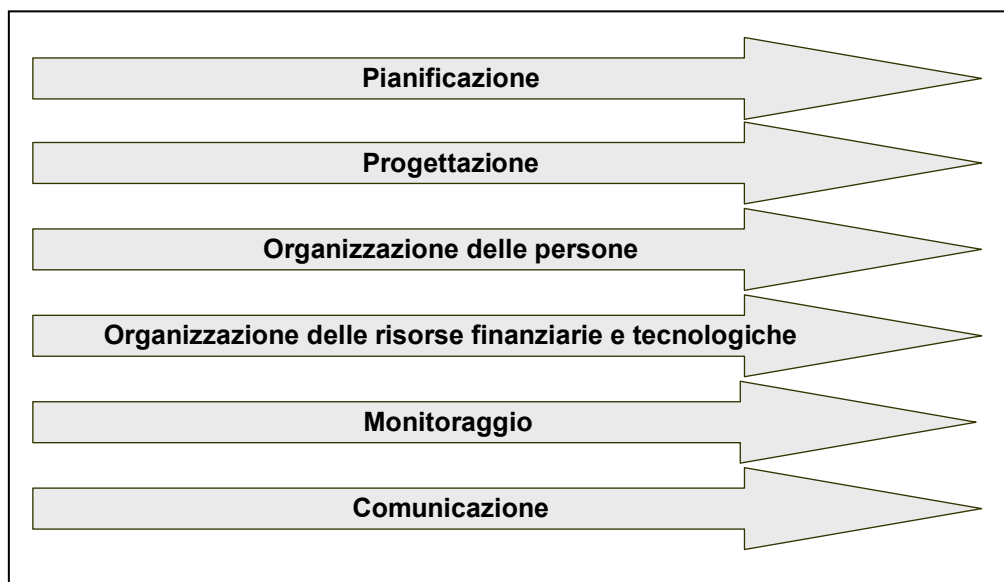 Pianificazione
Progettazione
Organizzazione delle persone
Organizzazione delle risorse finanziarie e tecnologiche
Monitoraggio
Comunicazione